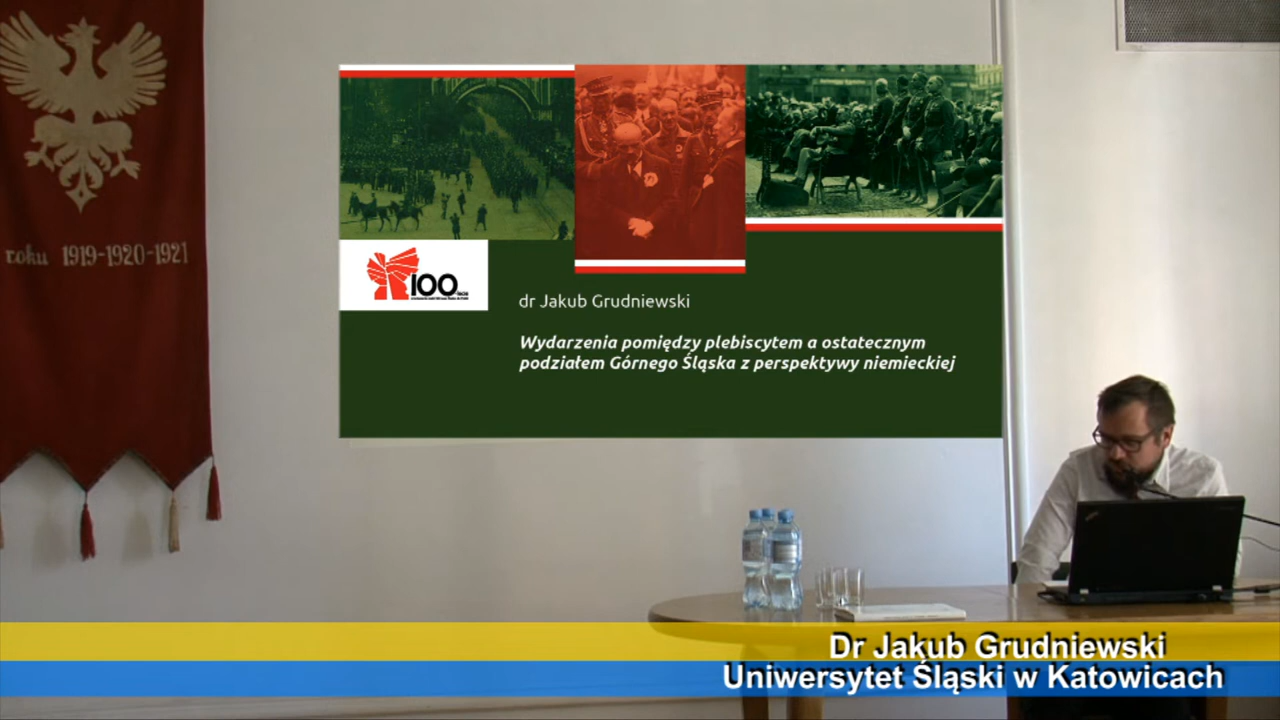 roku 1919-1920-1921
100
dr Jakub Grudniewski
Wydarzenia pomiędzy plebiscytem a ostatecznym
podziałem Górnego Śląska z perspektywy niemieckiej
Dr Jakub Grudniewski
Uniwersytet Śląski w Katowicach